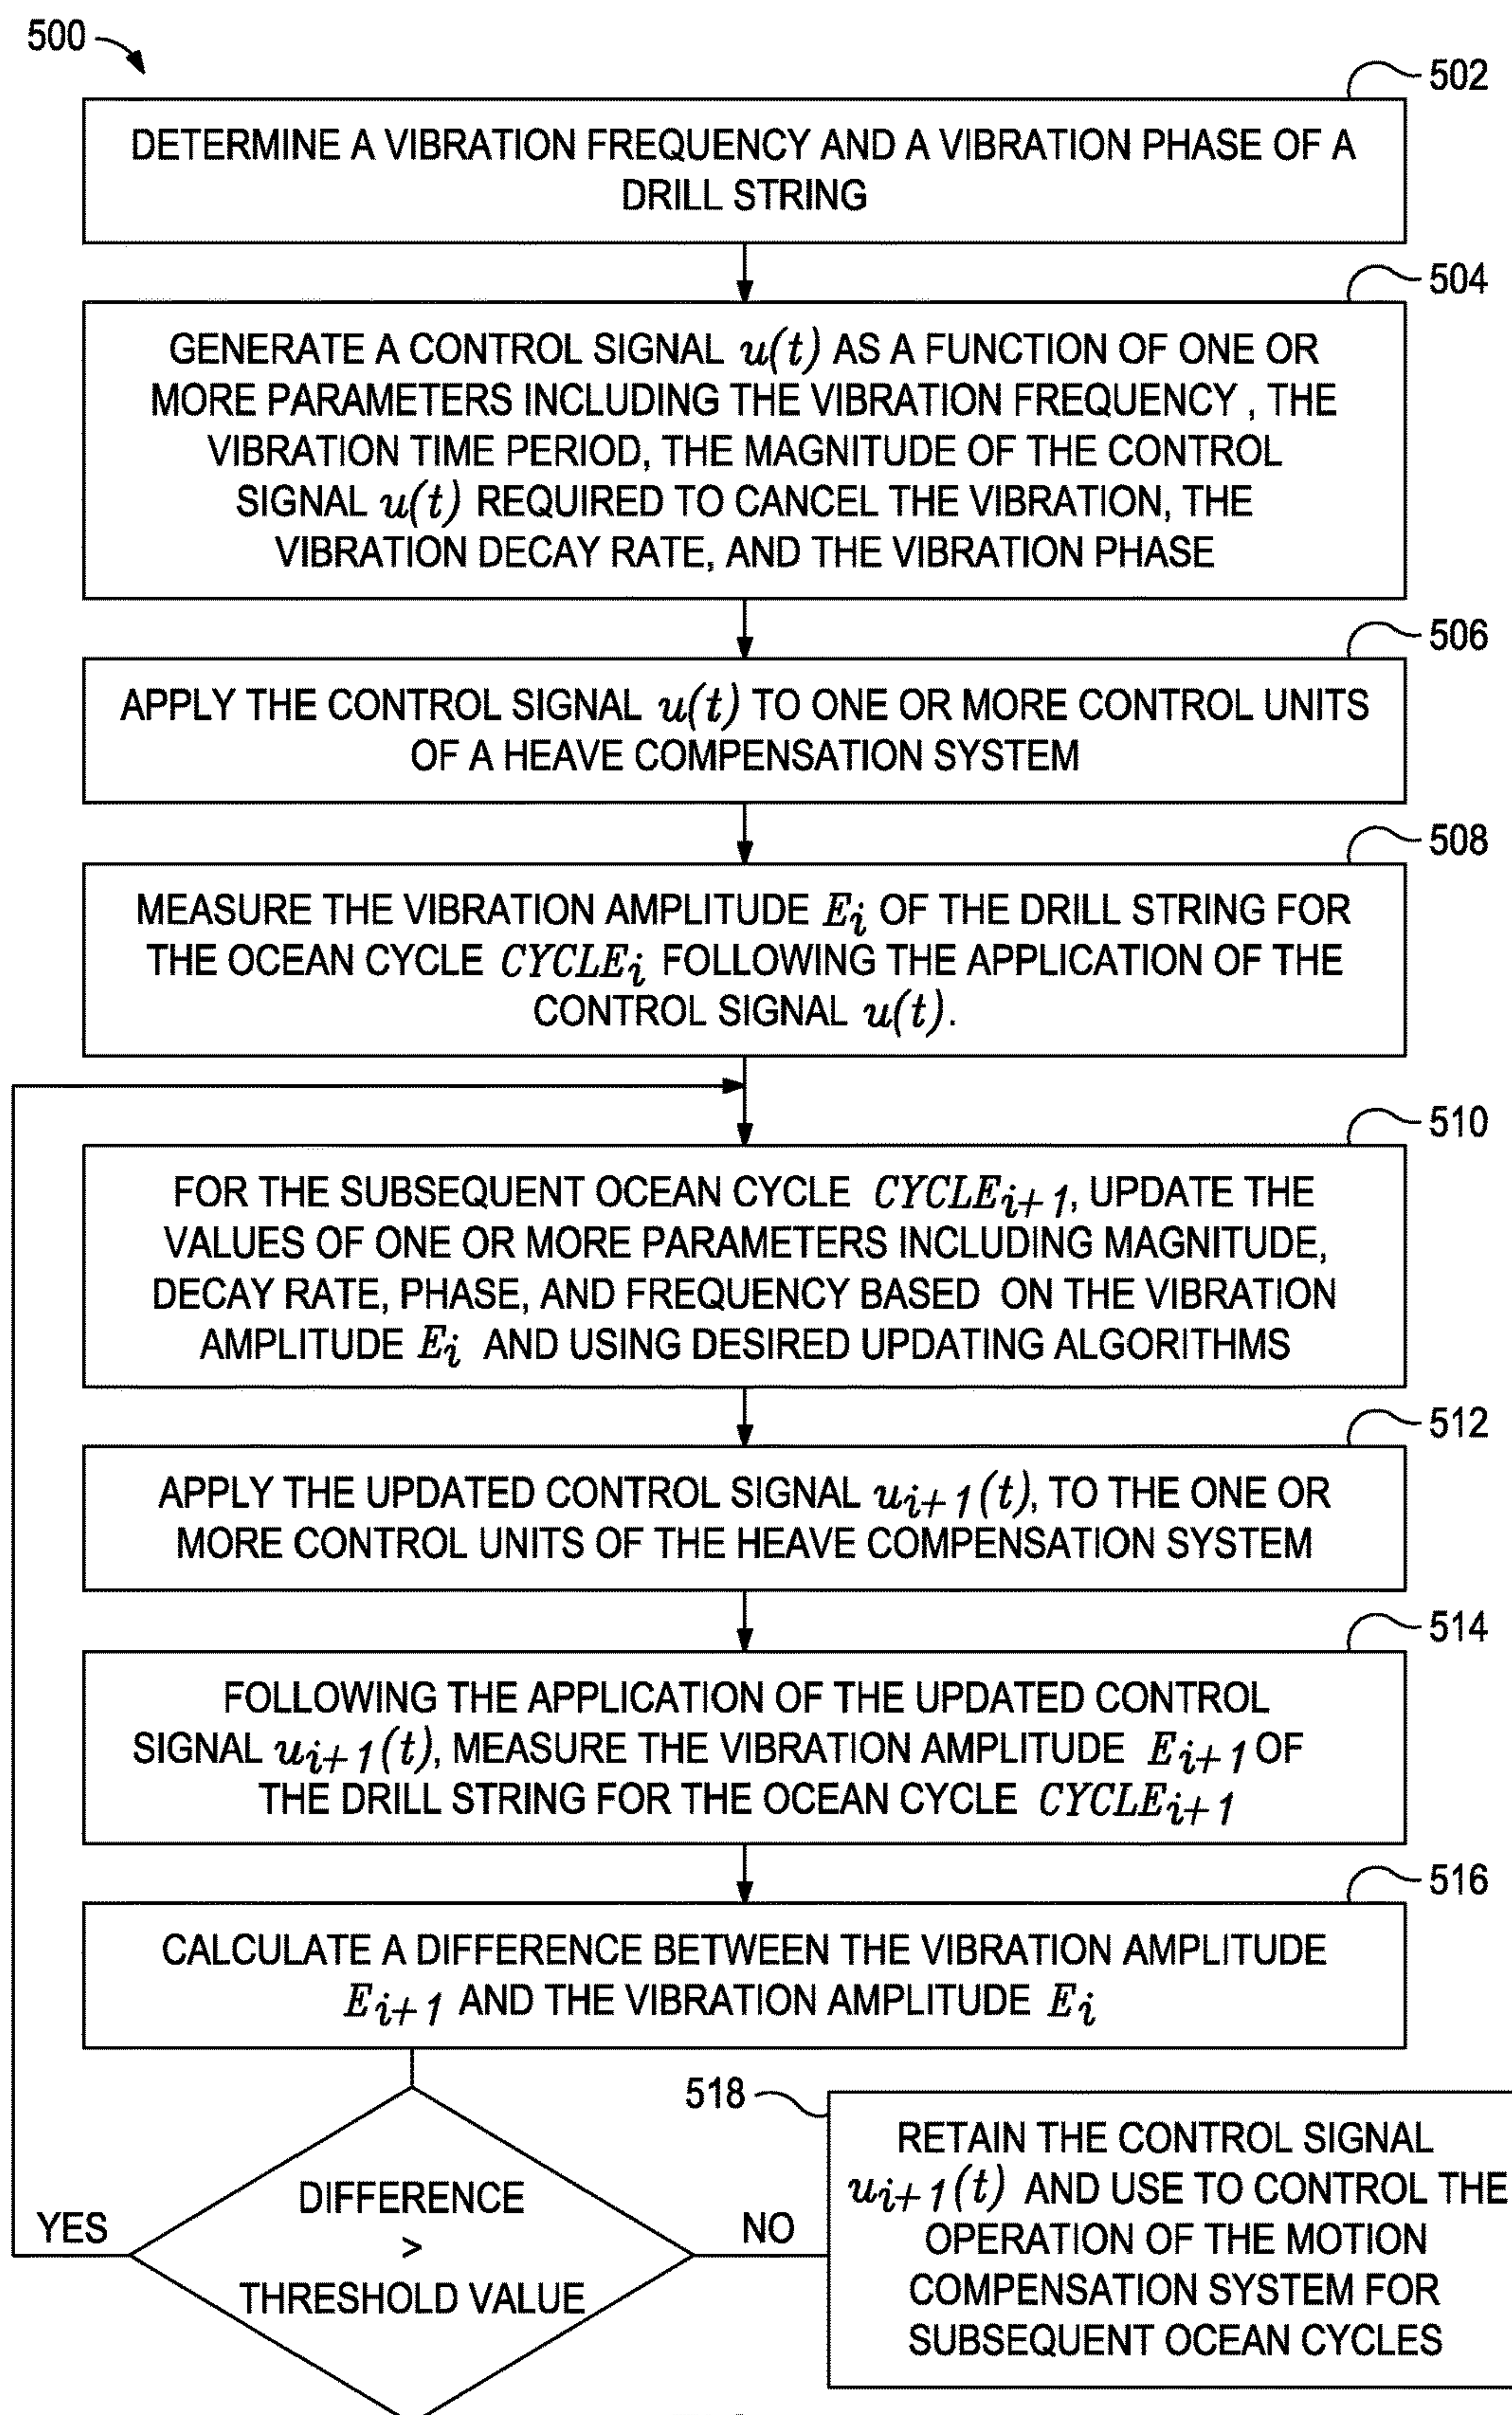 500
502
DETERMINE A VIBRATION FREQUENCY AND A VIBRATION PHASE OF A
DRILL STRING
504
GENERATE A CONTROL SIGNAL u(t) AS A FUNCTION OF ONE OR
MORE PARAMETERS INCLUDING THE VIBRATION FREQUENCY , THE
VIBRATION TIME PERIOD, THE MAGNITUDE OF THE CONTROL
SIGNAL u(t) REQUIRED TO CANCEL THE VIBRATION, THE
VIBRATION DECAY RATE, AND THE VIBRATION PHASE
506
APPLY THE CONTROL SIGNAL u(t) TO ONE OR MORE CONTROL UNITS
OF A HEAVE COMPENSATION SYSTEM
508
MEASURE THE VIBRATION AMPLITUDE Ei OF THE DRILL STRING FOR
THE OCEAN CYCLE CYCLEi FOLLOWING THE APPLICATION OF THE
CONTROL SIGNAL u(t).
510
FOR THE SUBSEQUENT OCEAN CYCLE CYCLEi+1, UPDATE THE
VALUES OF ONE OR MORE PARAMETERS INCLUDING MAGNITUDE,
DECAY RATE, PHASE, AND FREQUENCY BASED ON THE VIBRATION
AMPLITUDE Ei AND USING DESIRED UPDATING ALGORITHMS
512
APPLY THE UPDATED CONTROL SIGNAL ui+1(t), TO THE ONE OR
MORE CONTROL UNITS OF THE HEAVE COMPENSATION SYSTEM
514
FOLLOWING THE APPLICATION OF THE UPDATED CONTROL
SIGNAL ui+1(t), MEASURE THE VIBRATION AMPLITUDE Ei+1 OF
THE DRILL STRING FOR THE OCEAN CYCLE CYCLEi+1
516
CALCULATE A DIFFERENCE BETWEEN THE VIBRATION AMPLITUDE
Ei+1 AND THE VIBRATION AMPLITUDE Ei
DIFFERENCE
>
THRESHOLD VALUE
YES
NO
518
RETAIN THE CONTROL SIGNAL
ui+1(t) AND USE TO CONTROL THE
OPERATION OF THE MOTION
COMPENSATION SYSTEM FOR
SUBSEQUENT OCEAN CYCLES